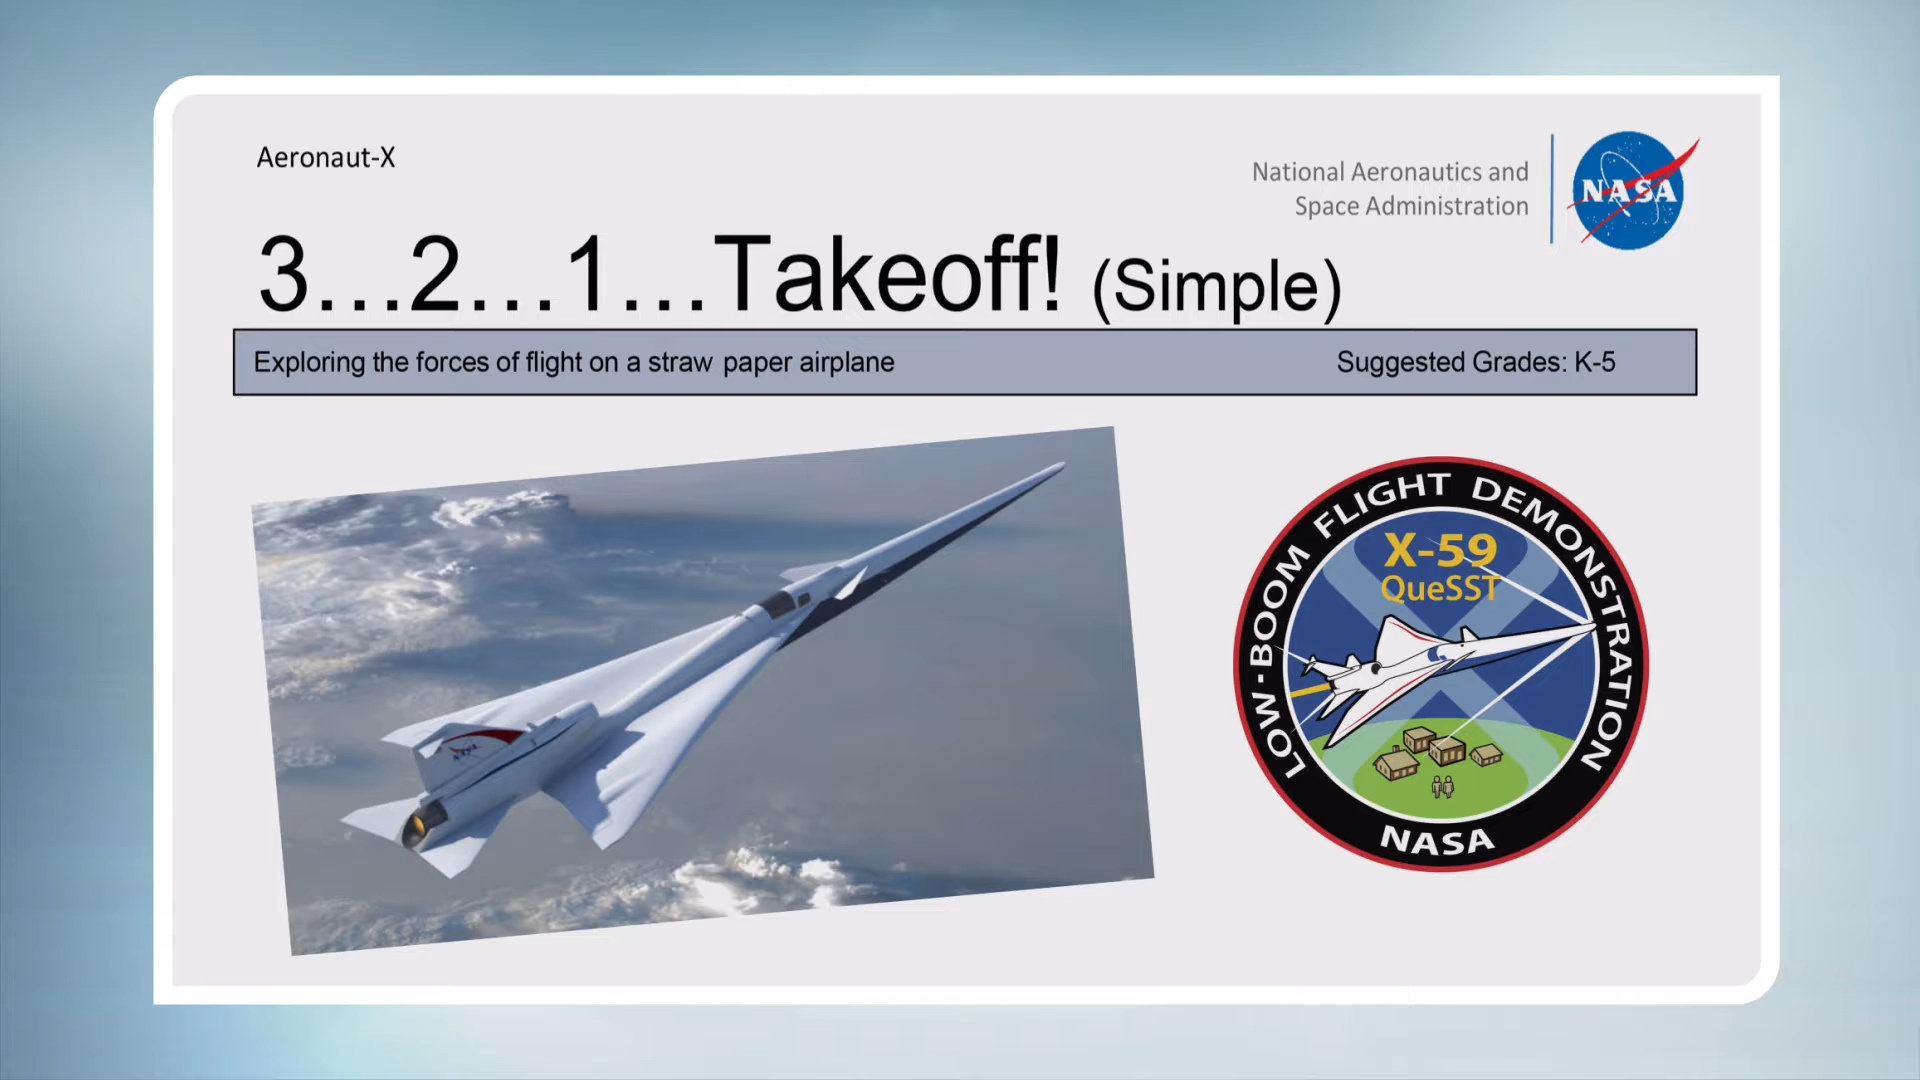 Aeronaut-X
National Aeronautics and
Space Administration
NASA
3...2...1...Takeoff! (Simple)
Exploring the forces of flight on a straw paper airplane
Suggested Grades: K-5
NASA
LOW-BOOM FLIGHT DEMONSTRATION
X-59
QueSST
NASA